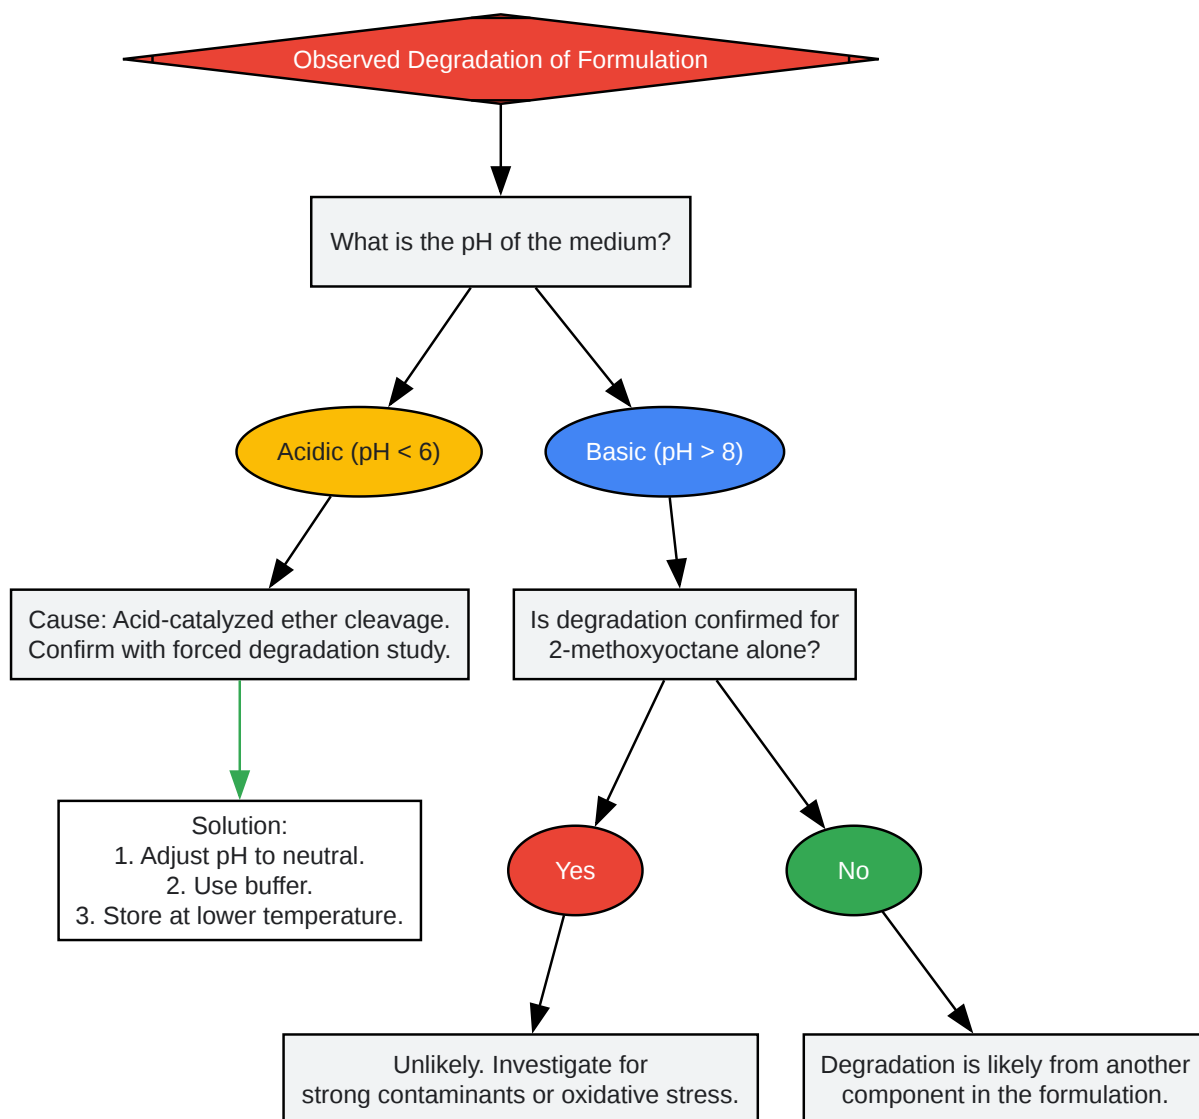 Observed Degradation of Formulation
What is the pH of the medium?
Acidic (pH < 6)
Basic (pH > 8)
Cause: Acid-catalyzed ether cleavage.
Confirm with forced degradation study.
Is degradation confirmed for
2-methoxyoctane alone?
Solution:
1. Adjust pH to neutral.
2. Use buffer.
3. Store at lower temperature.
Yes
No
Unlikely. Investigate for
strong contaminants or oxidative stress.
Degradation is likely from another
component in the formulation.